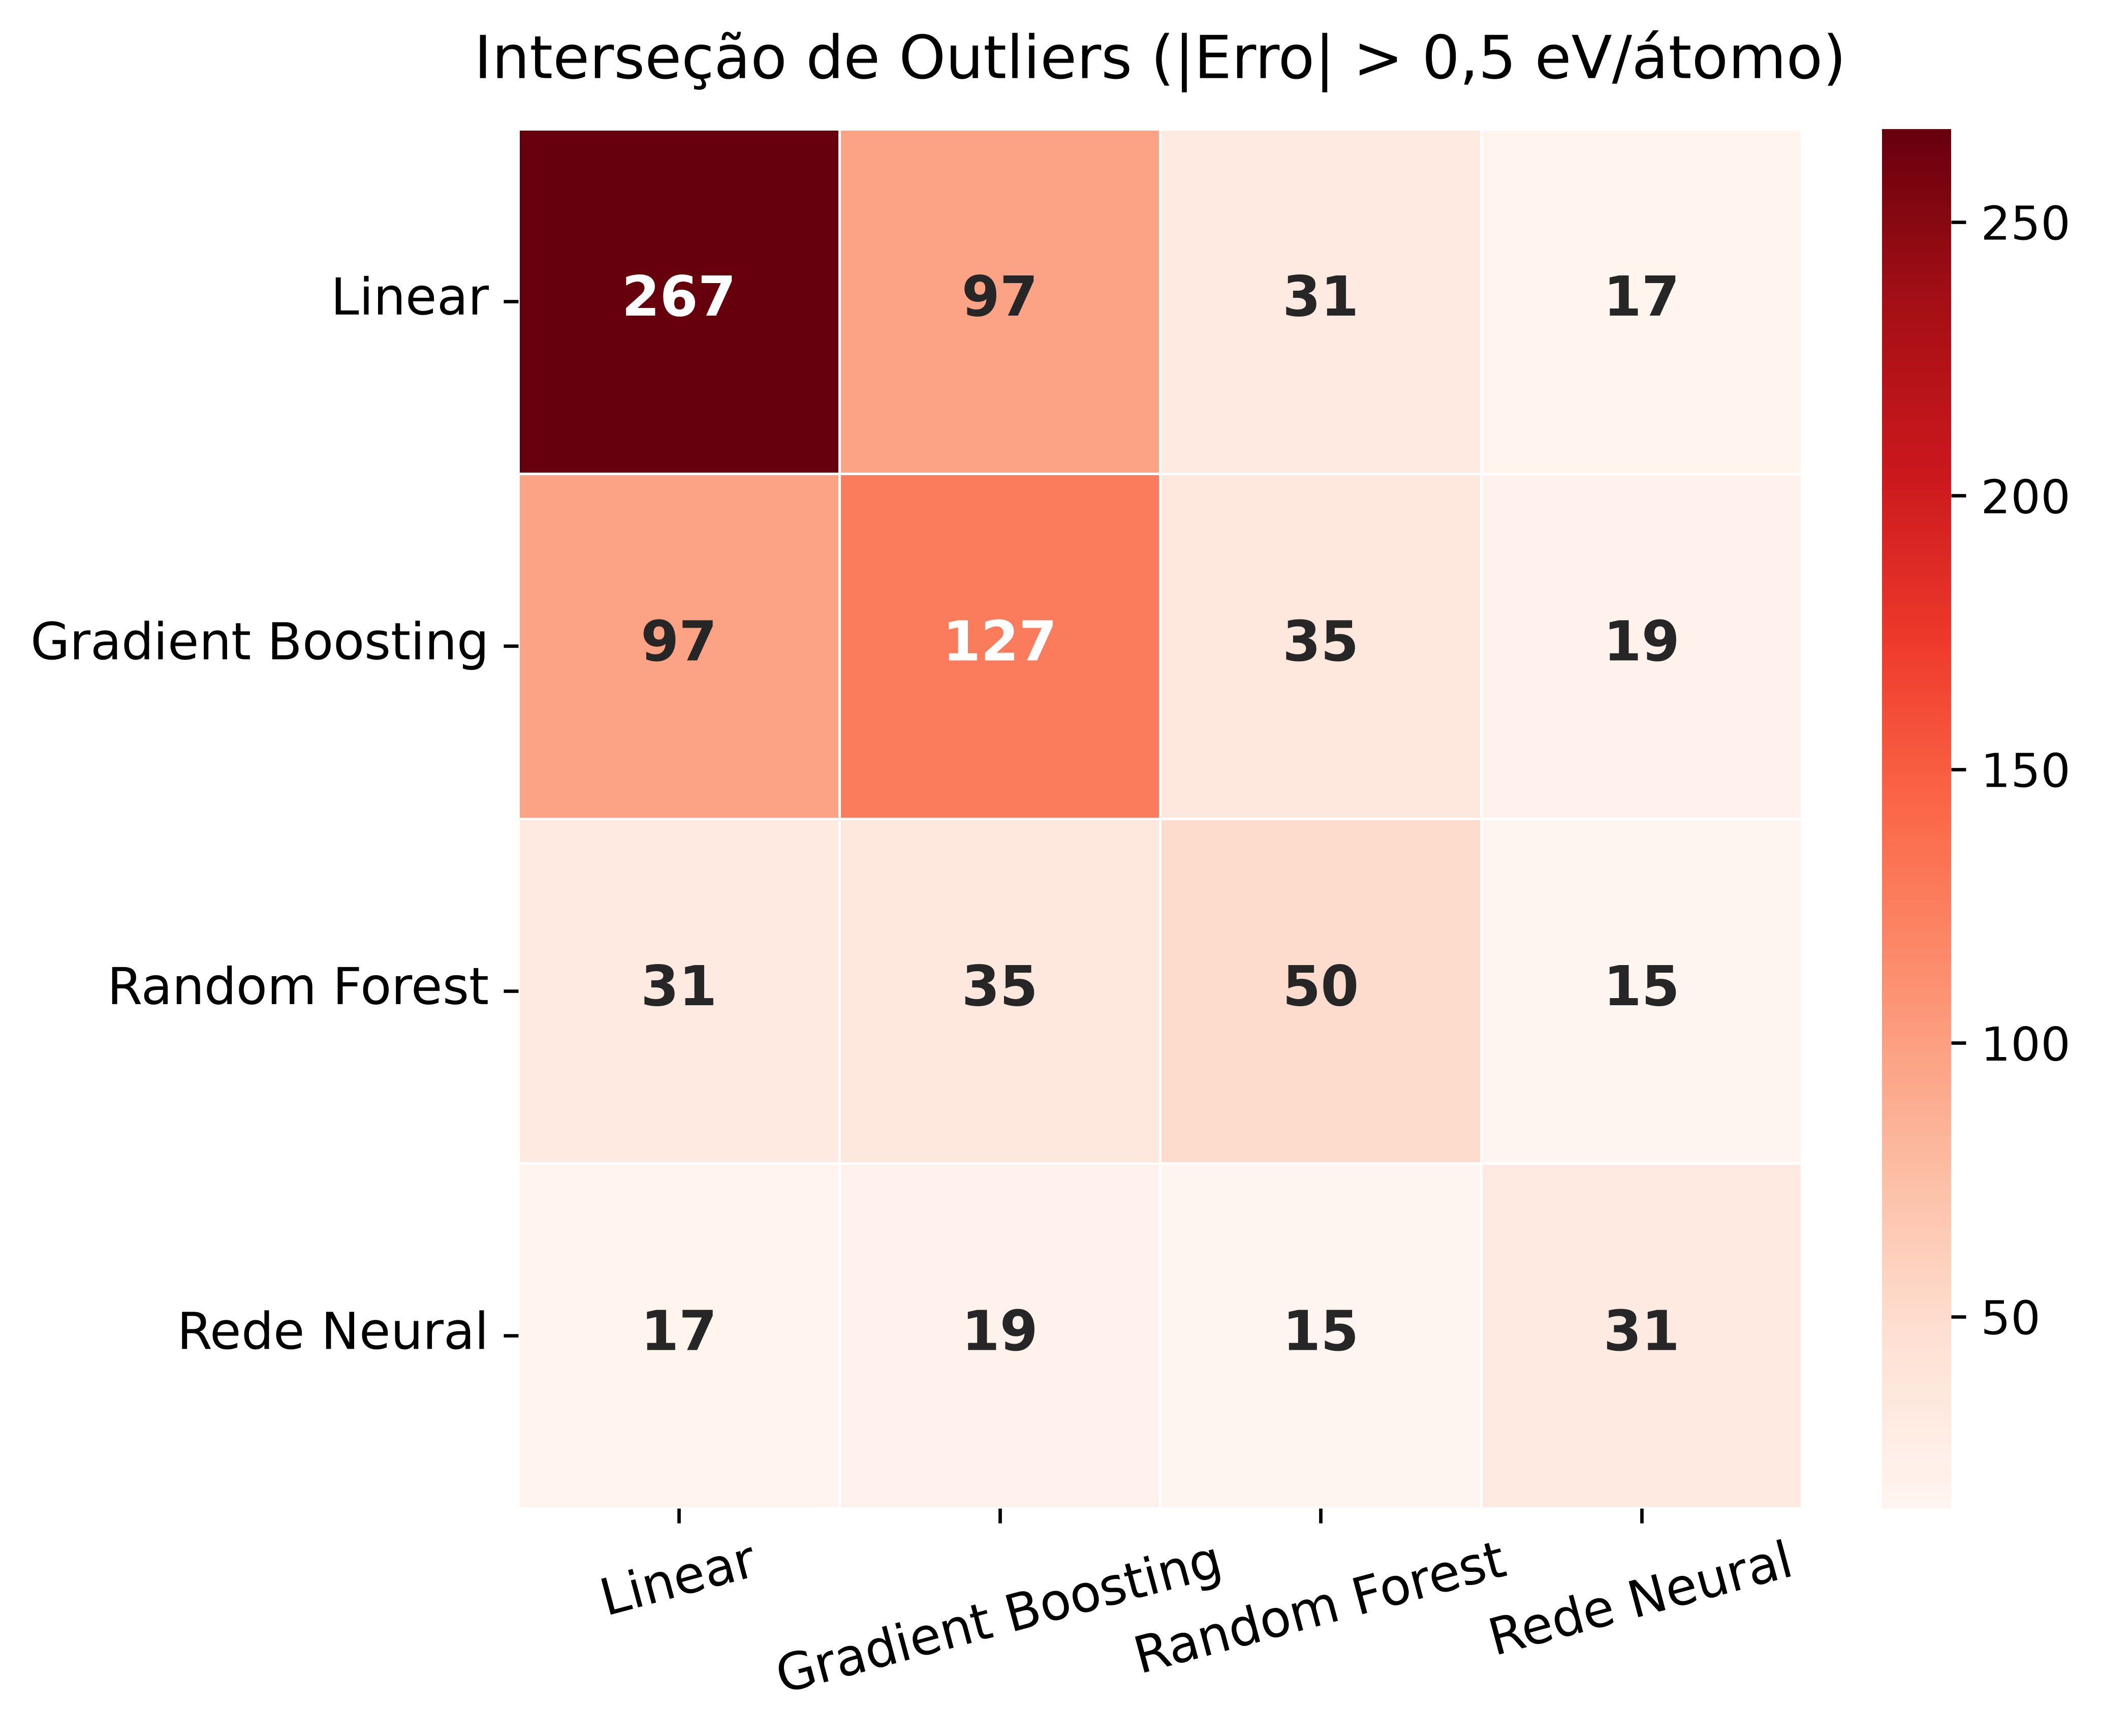 Interseção de Outliers (|Erro| > 0,5 eV/átomo)
Linear 267 97 31 17
Gradient Boosting 97 127 35 19
Random Forest 31 35 50 15
Rede Neural 17 19 15 31
Linear Gradient Boosting Random Forest Rede Neural
250
200
150
100
50